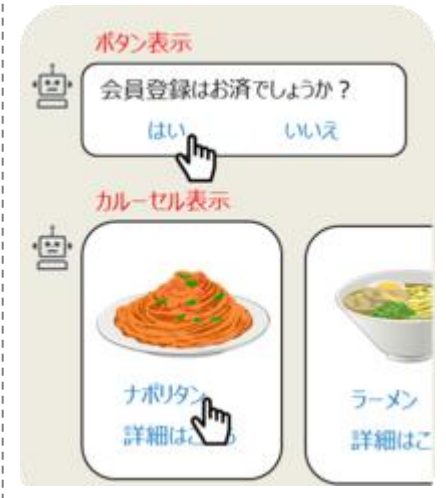 ボタン表示
会員登録はお済でしょうか？
はい
いいえ
カルーセル表示
ナポリタン
ラーメン
詳細は
詳細はこ